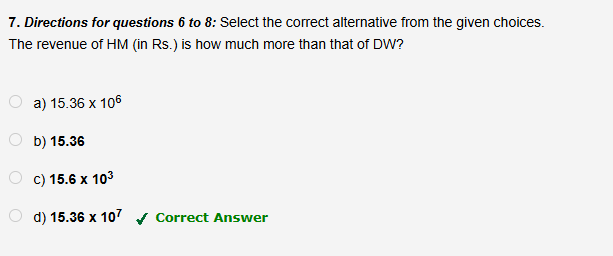 7. Directions for questions 6 to 8: Select the correct alternative from the given choices.
The revenue of HM (in Rs.) is how much more than that of DW?
a) 15.36 x 10⁶
b) 15.36
c) 15.6 x 10³
d) 15.36 x 10⁷ ✓ Correct Answer